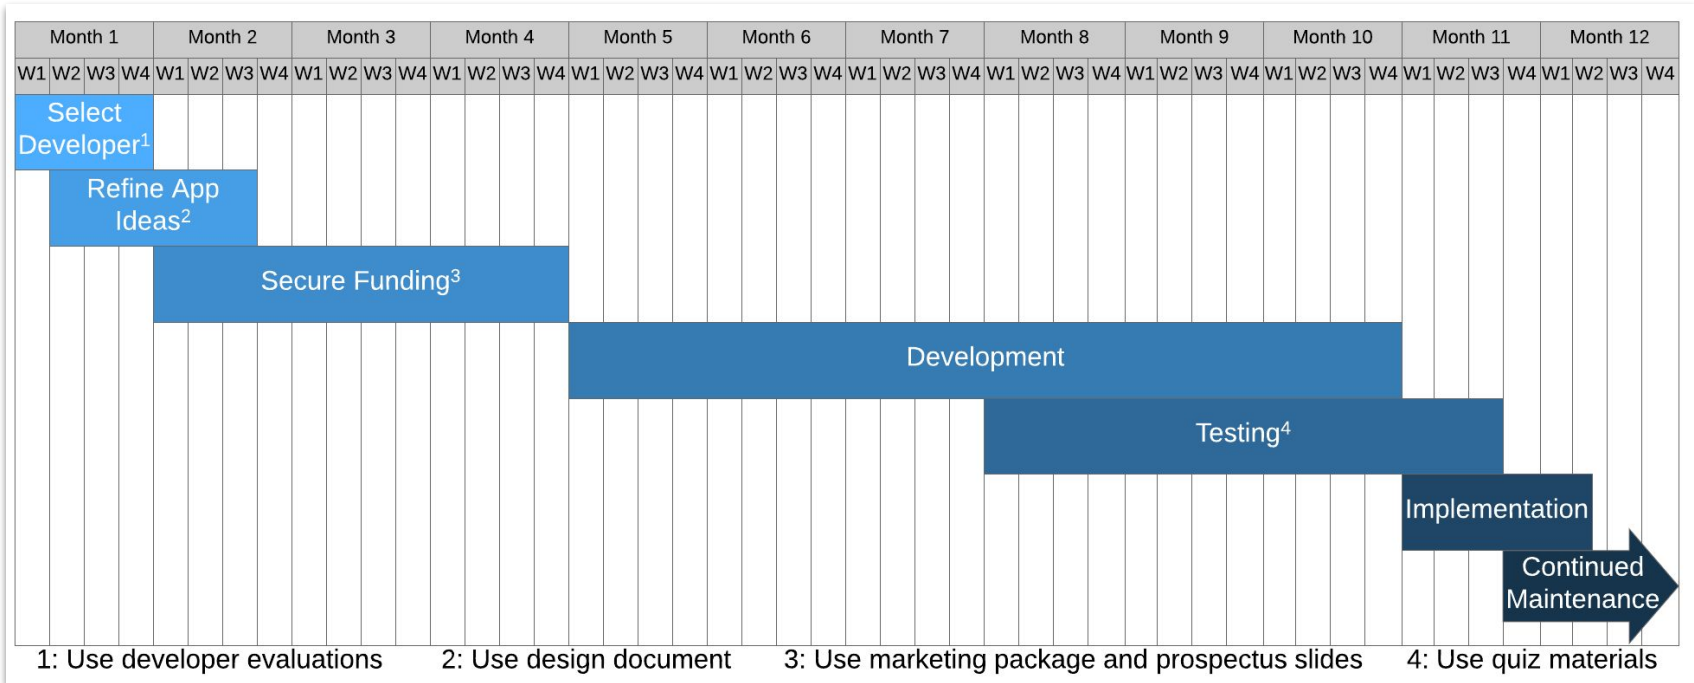 Month 1 Month 2 Month 3 Month 4 Month 5 Month 6 Month 7 Month 8 Month 9 Month 10 Month 11 Month 12
W1 W2 W3 W4 W1 W2 W3 W4 W1 W2 W3 W4 W1 W2 W3 W4 W1 W2 W3 W4 W1 W2 W3 W4 W1 W2 W3 W4 W1 W2 W3 W4 W1 W2 W3 W4 W1 W2 W3 W4 W1 W2 W3 W4 W1 W2 W3 W4
Select
Developer¹
Refine App
Ideas²
Secure Funding³
Development
Testing⁴
Implementation
Continued
Maintenance
1: Use developer evaluations 2: Use design document 3: Use marketing package and prospectus slides 4: Use quiz materials